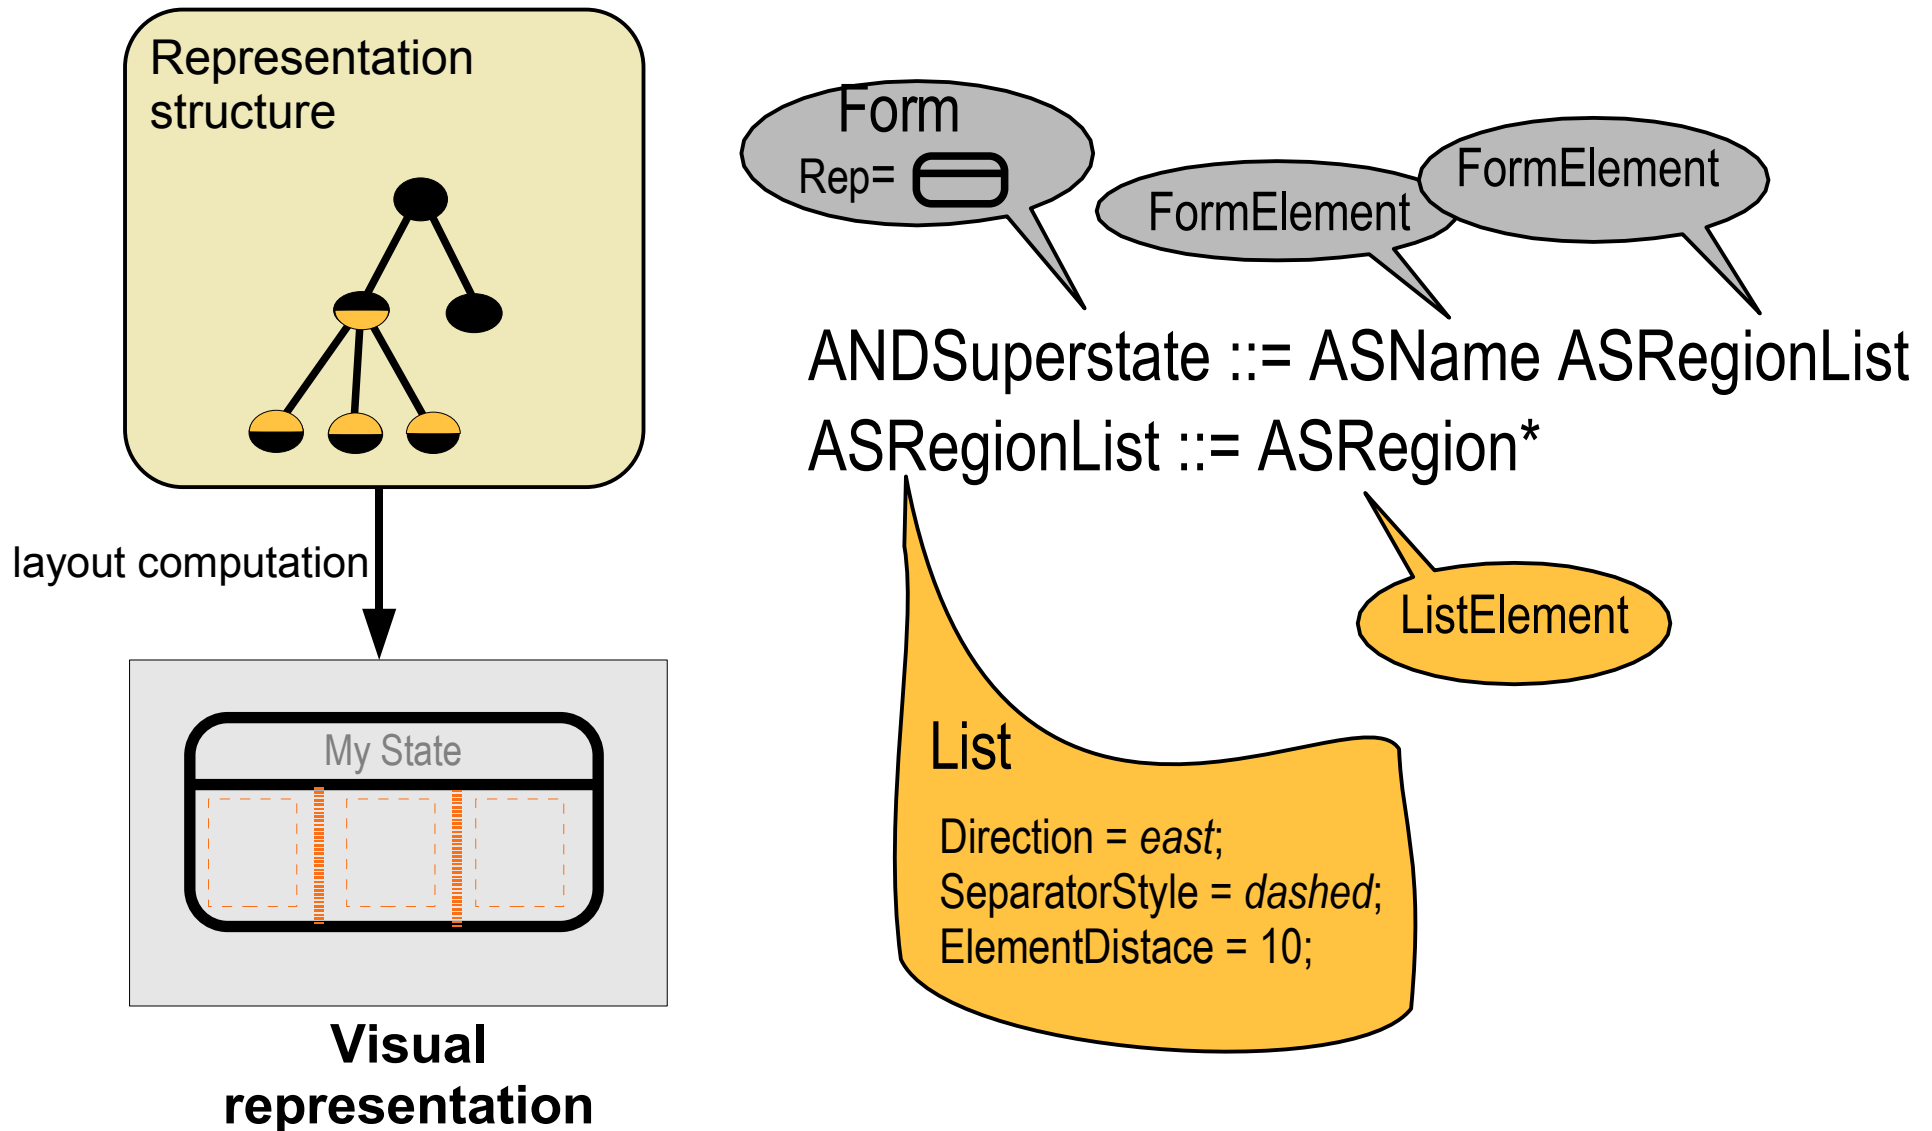 Representation
structure
layout computation
My State
Visual
representation
Form
Rep=
FormElement
FormElement
ANDSuperstate ::= ASName ASRegionList
ASRegionList ::= ASRegion*
ListElement
List
Direction = east;
SeparatorStyle = dashed;
ElementDistace = 10;